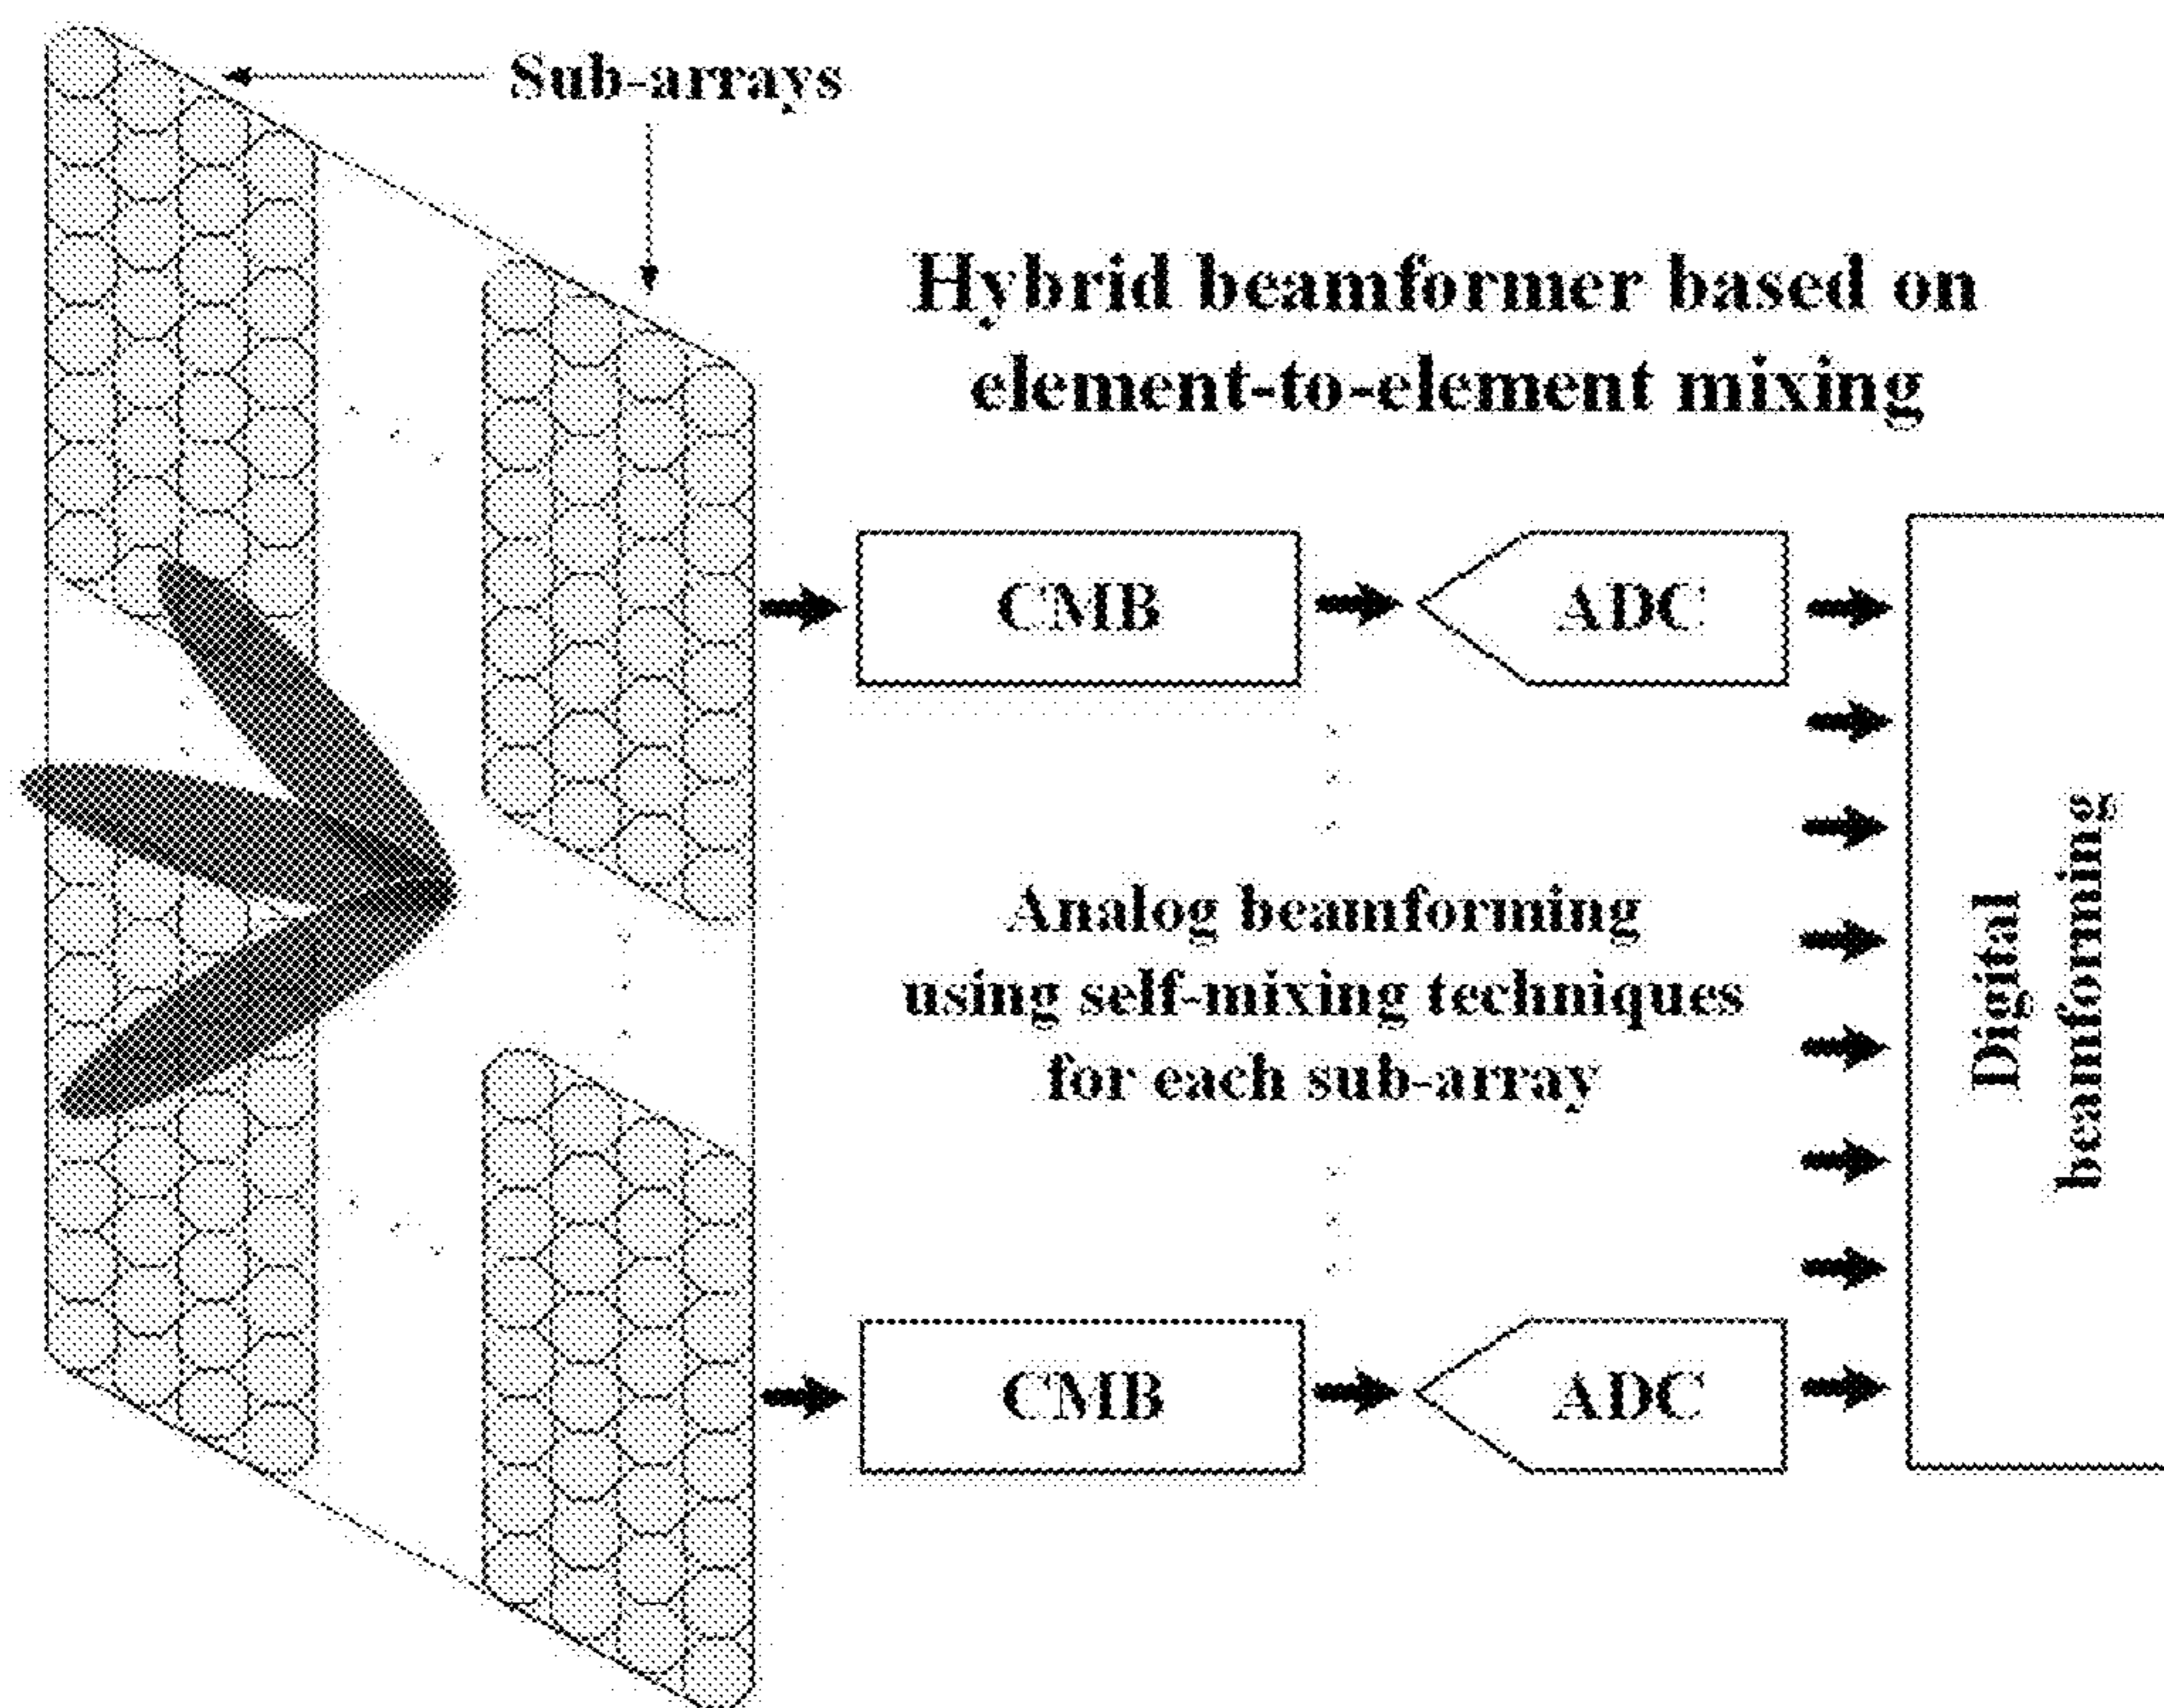 Sub-arrays
Hybrid beamformer based on
element-to-element mixing
CMB
ADC
Analog beamforming
using self-mixing techniques
for each sub-array
CMB
ADC
Digital
beamforming